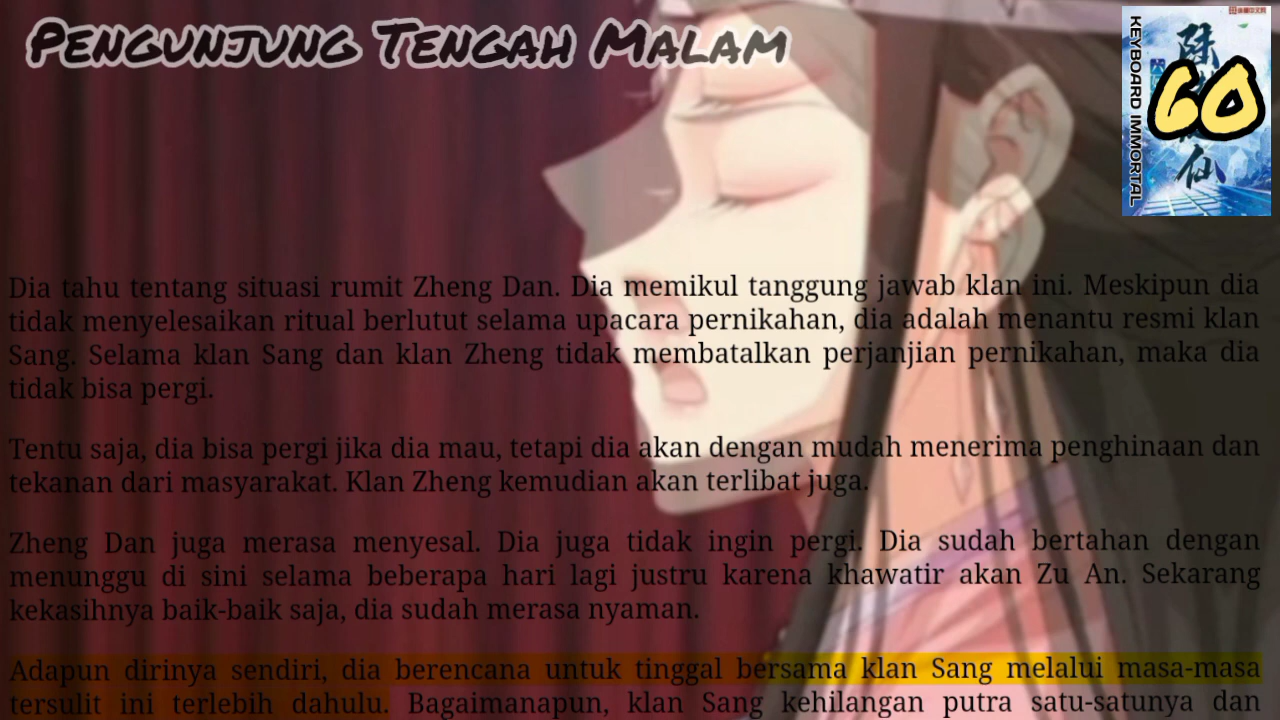 Pengunjung Tengah Malam
KEYBOARD IMMORTAL
60
Dia tahu tentang situasi rumit Zheng Dan. Dia memikul tanggung jawab klan ini. Meskipun dia
tidak menyelesaikan ritual berlutut selama upacara pernikahan, dia adalah menantu resmi klan
Sang. Selama klan Sang dan klan Zheng tidak membatalkan perjanjian pernikahan, maka dia
tidak bisa pergi.
Tentu saja, dia bisa pergi jika dia mau, tetapi dia akan dengan mudah menerima penghinaan dan
tekanan dari masyarakat. Klan Zheng kemudian akan terlibat juga.
Zheng Dan juga merasa menyesal. Dia juga tidak ingin pergi. Dia sudah bertahan dengan
menunggu di sini selama beberapa hari lagi justru karena khawatir akan Zu An. Sekarang
kekasihnya baik-baik saja, dia sudah merasa nyaman.
Adapun dirinya sendiri, dia berencana untuk tinggal bersama klan Sang melalui masa-masa
tersulit ini terlebih dahulu. Bagaimanapun, klan Sang kehilangan putra satu-satunya dan